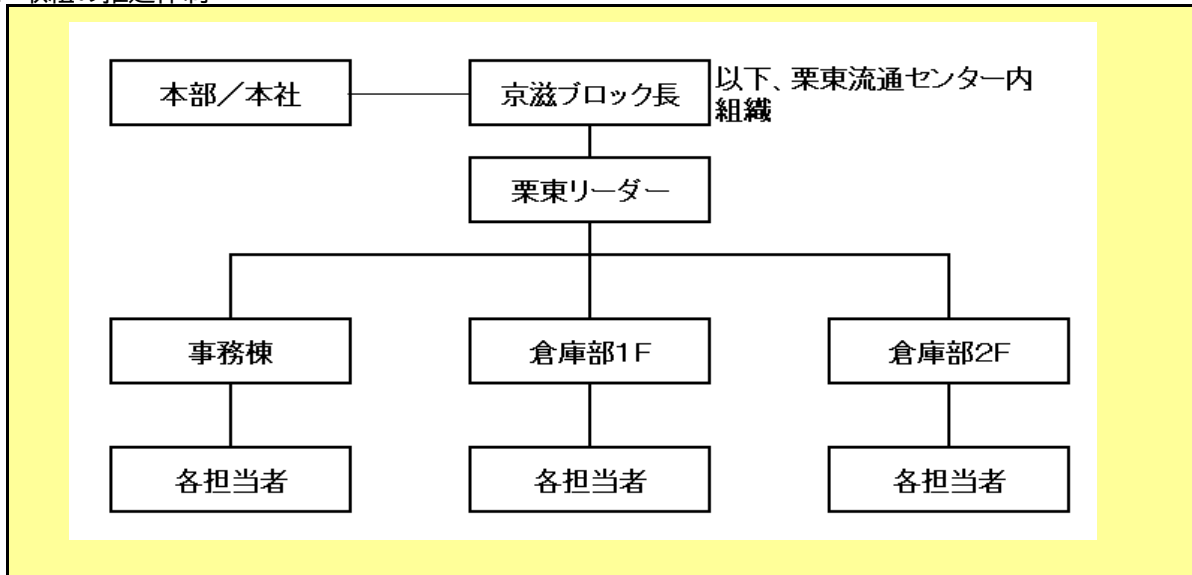 本部／本社
京滋ブロック長
以下、栗東流通センター内
組織
栗東リーダー
事務棟
倉庫部1F
倉庫部2F
各担当者
各担当者
各担当者